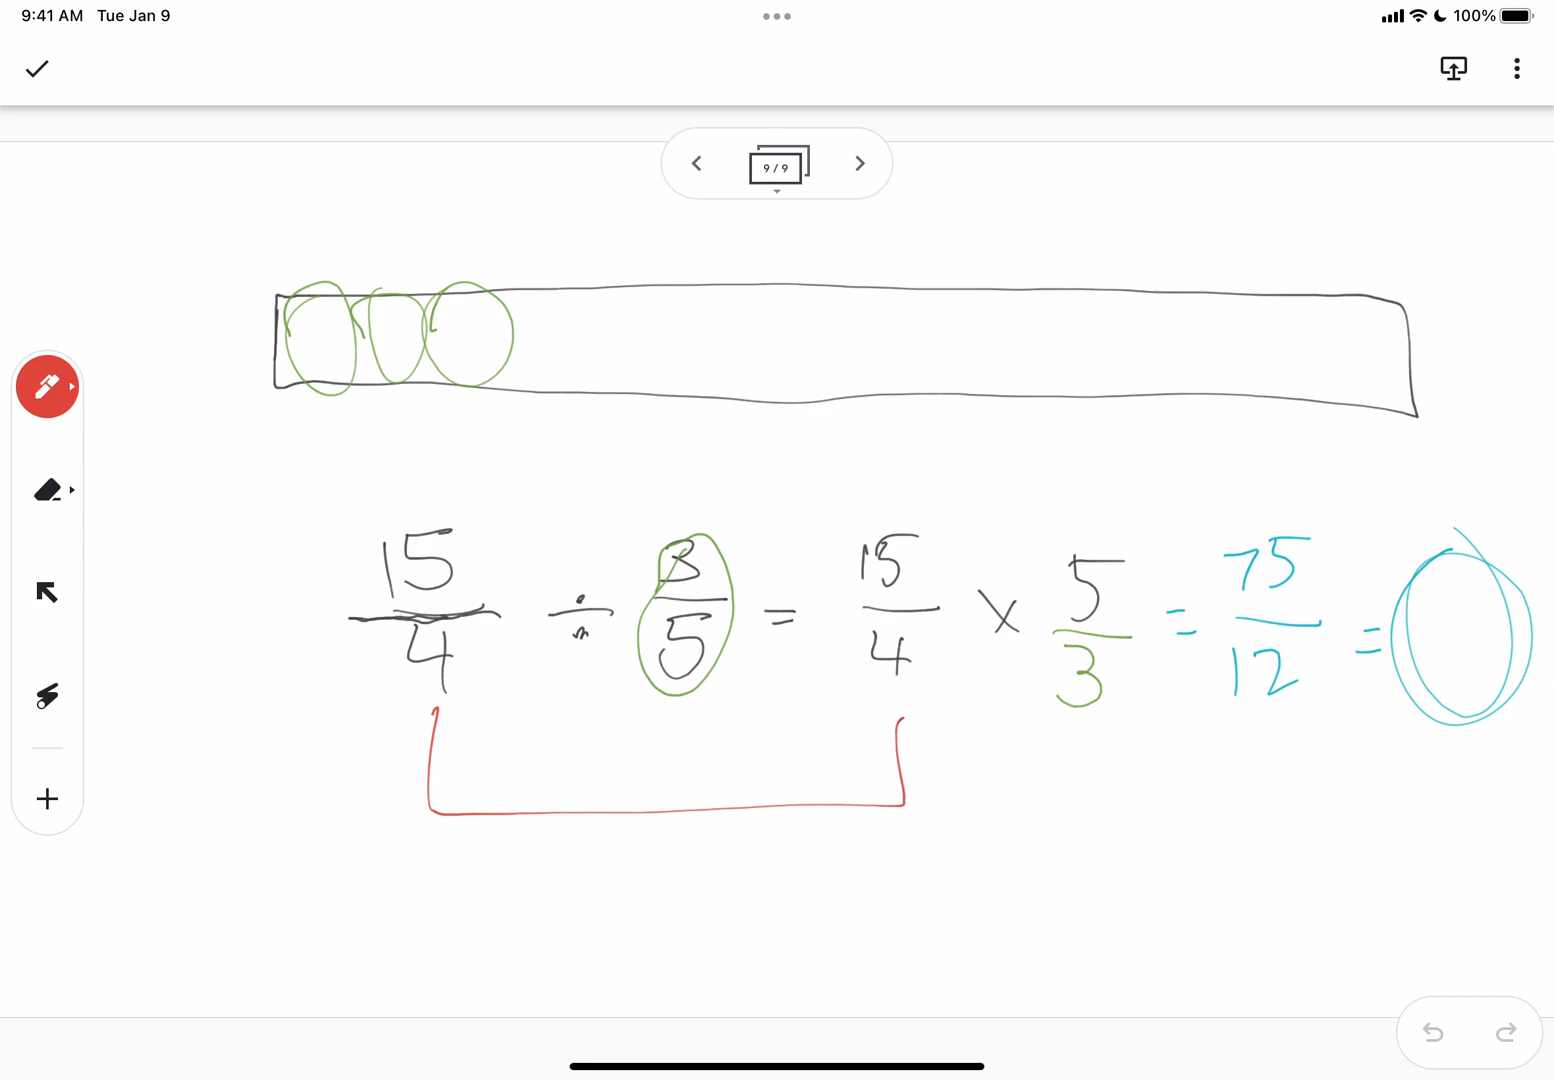 9:41 AM Tue Jan 9
100%
9/9
15/4 ÷ 3/5 = 15/4 × 5/3 = 75/12 =